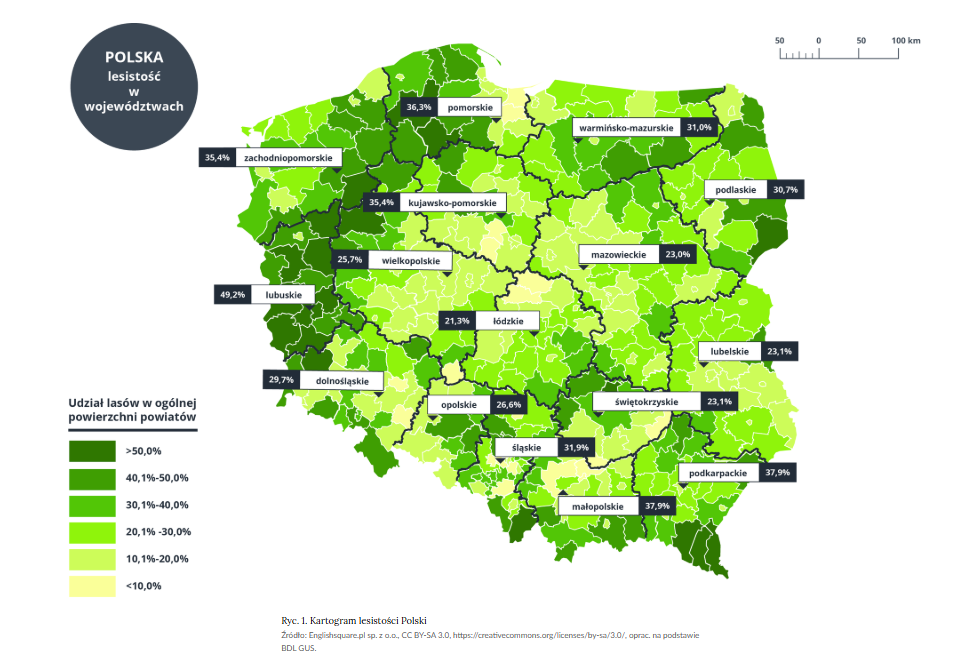 POLSKA
lesistość
w
województwach
50 0 50 100 km
36,3% pomorskie
warmińsko-mazurskie 31,0%
35,4% zachodniopomorskie
podlaskie 30,7%
35,4% kujawsko-pomorskie
25,7% wielkopolskie
mazowieckie 23,0%
49,2% lubuskie
21,3% łódzkie
lubelskie 23,1%
29,7% dolnośląskie
opolskie 26,6%
świętokrzyskie 23,1%
śląskie 31,9%
podkarpackie 37,9%
małopolskie 37,9%
Udział lasów w ogólnej
powierzchni powiatów
>50,0%
40,1%-50,0%
30,1%-40,0%
20,1% -30,0%
10,1%-20,0%
<10,0%
Ryc. 1. Kartogram lesistości Polski
Źródło: Englishsquare.pl sp. z o.o., CC BY-SA 3.0, https://creativecommons.org/licenses/by-sa/3.0/, oprac. na podstawie
BDL GUS.